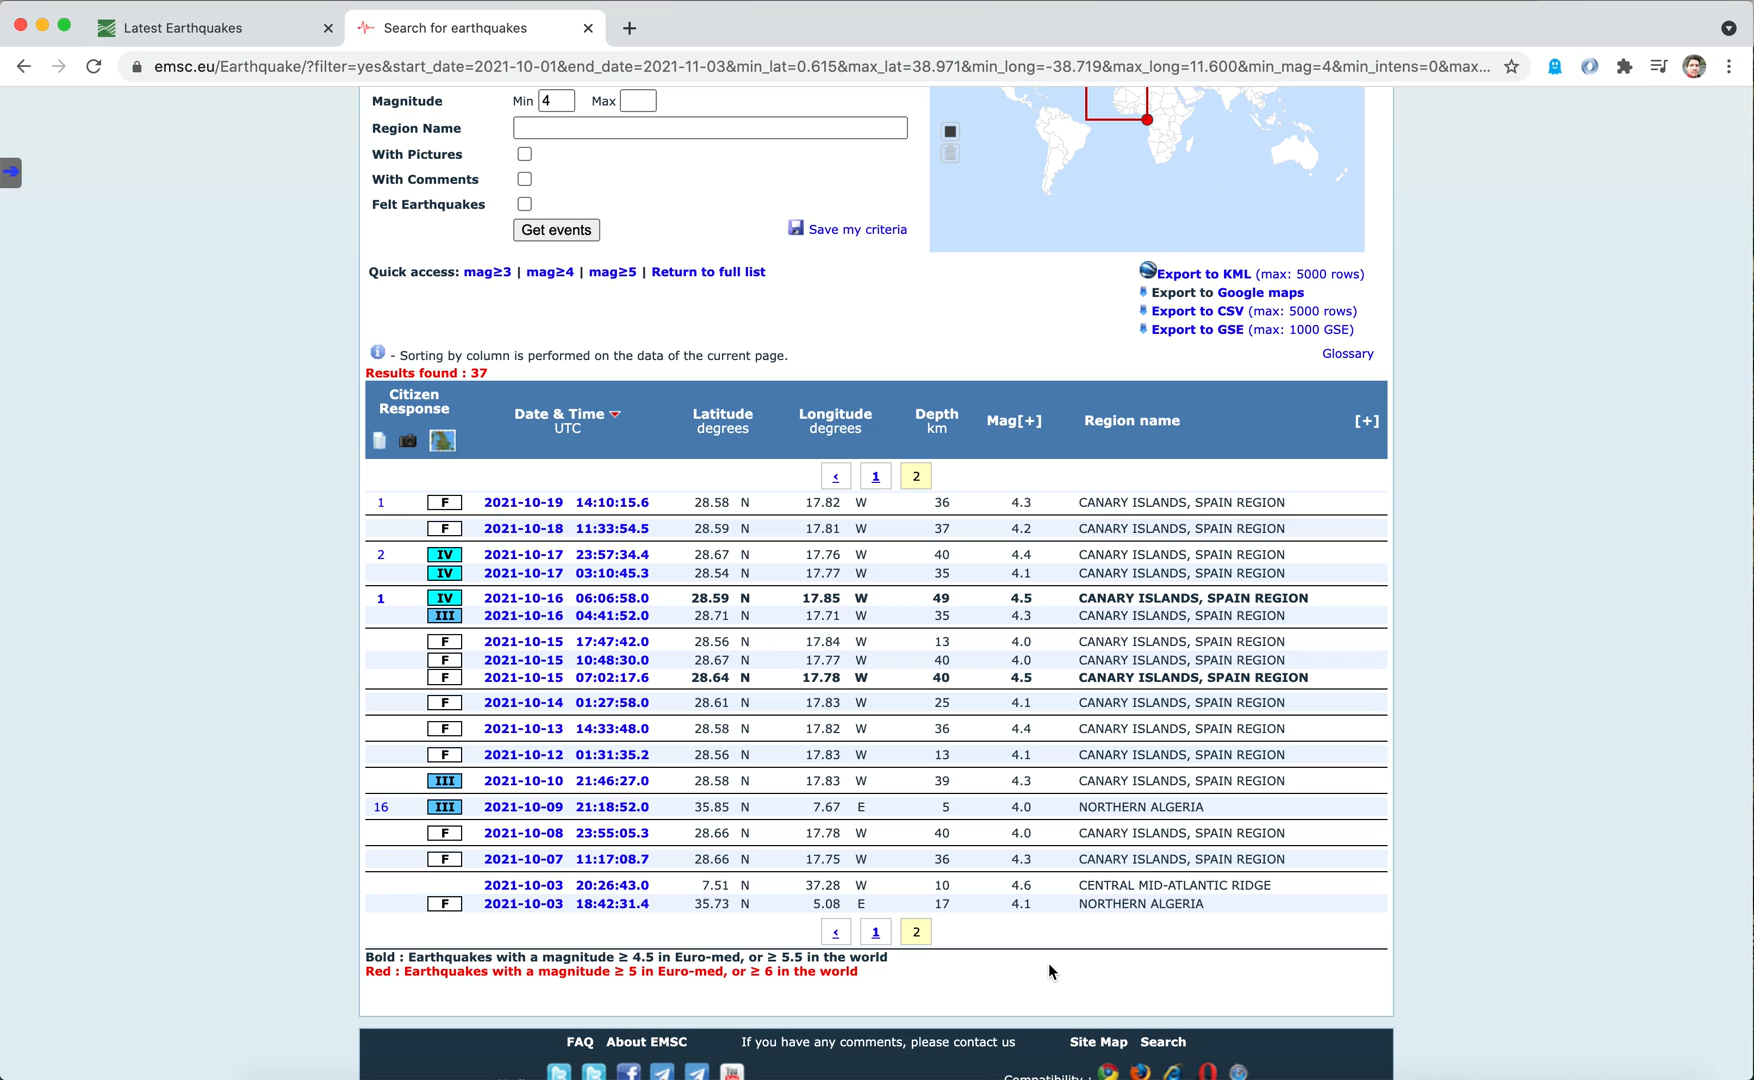 Latest Earthquakes
Search for earthquakes
emsc.eu/Earthquake/?filter=yes&start_date=2021-10-01&end_date=2021-11-03&min_lat=0.615&max_lat=38.971&min_long=-38.719&max_long=11.600&min_mag=4&min_intens=0&max...
Magnitude Min 4 Max
Region Name
With Pictures
With Comments
Felt Earthquakes
Get events Save my criteria
Quick access: mag≥3 | mag≥4 | mag≥5 | Return to full list
Export to KML (max: 5000 rows)
Export to Google maps
Export to CSV (max: 5000 rows)
Export to GSE (max: 1000 GSE)
- Sorting by column is performed on the data of the current page. Glossary
Results found : 37
Citizen Response Date & Time UTC Latitude degrees Longitude degrees Depth km Mag[+] Region name [+]
‹ 1 2
1 F 2021-10-19 14:10:15.6 28.58 N 17.82 W 36 4.3 CANARY ISLANDS, SPAIN REGION
F 2021-10-18 11:33:54.5 28.59 N 17.81 W 37 4.2 CANARY ISLANDS, SPAIN REGION
2 IV 2021-10-17 23:57:34.4 28.67 N 17.76 W 40 4.4 CANARY ISLANDS, SPAIN REGION
IV 2021-10-17 03:10:45.3 28.54 N 17.77 W 35 4.1 CANARY ISLANDS, SPAIN REGION
1 IV 2021-10-16 06:06:58.0 28.59 N 17.85 W 49 4.5 CANARY ISLANDS, SPAIN REGION
III 2021-10-16 04:41:52.0 28.71 N 17.71 W 35 4.3 CANARY ISLANDS, SPAIN REGION
F 2021-10-15 17:47:42.0 28.56 N 17.84 W 13 4.0 CANARY ISLANDS, SPAIN REGION
F 2021-10-15 10:48:30.0 28.67 N 17.77 W 40 4.0 CANARY ISLANDS, SPAIN REGION
F 2021-10-15 07:02:17.6 28.64 N 17.78 W 40 4.5 CANARY ISLANDS, SPAIN REGION
F 2021-10-14 01:27:58.0 28.61 N 17.83 W 25 4.1 CANARY ISLANDS, SPAIN REGION
F 2021-10-13 14:33:48.0 28.58 N 17.82 W 36 4.4 CANARY ISLANDS, SPAIN REGION
F 2021-10-12 01:31:35.2 28.56 N 17.83 W 13 4.1 CANARY ISLANDS, SPAIN REGION
III 2021-10-10 21:46:27.0 28.58 N 17.83 W 39 4.3 CANARY ISLANDS, SPAIN REGION
16 III 2021-10-09 21:18:52.0 35.85 N 7.67 E 5 4.0 NORTHERN ALGERIA
F 2021-10-08 23:55:05.3 28.66 N 17.78 W 40 4.0 CANARY ISLANDS, SPAIN REGION
F 2021-10-07 11:17:08.7 28.66 N 17.75 W 36 4.3 CANARY ISLANDS, SPAIN REGION
2021-10-03 20:26:43.0 7.51 N 37.28 W 10 4.6 CENTRAL MID-ATLANTIC RIDGE
F 2021-10-03 18:42:31.4 35.73 N 5.08 E 17 4.1 NORTHERN ALGERIA
‹ 1 2
Bold : Earthquakes with a magnitude ≥ 4.5 in Euro-med, or ≥ 5.5 in the world
Red : Earthquakes with a magnitude ≥ 5 in Euro-med, or ≥ 6 in the world
FAQ About EMSC If you have any comments, please contact us Site Map Search
Compatibility :